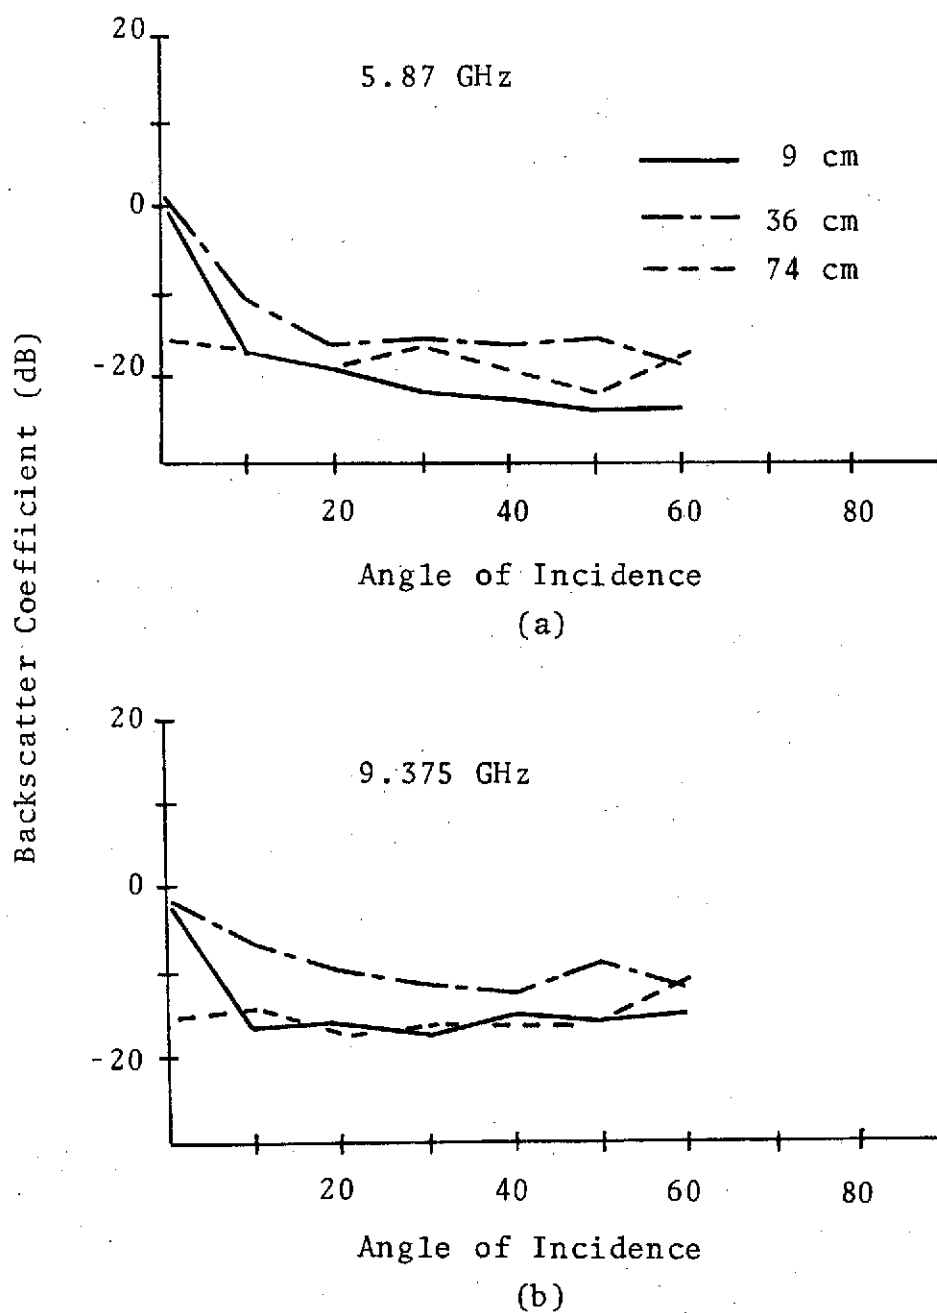 20
5.87 GHz
9 cm
0
36 cm
74 cm
-20
20 40 60 80
Angle of Incidence
(a)
Backscatter Coefficient (dB)
20
9.375 GHz
0
-20
20 40 60 80
Angle of Incidence
(b)